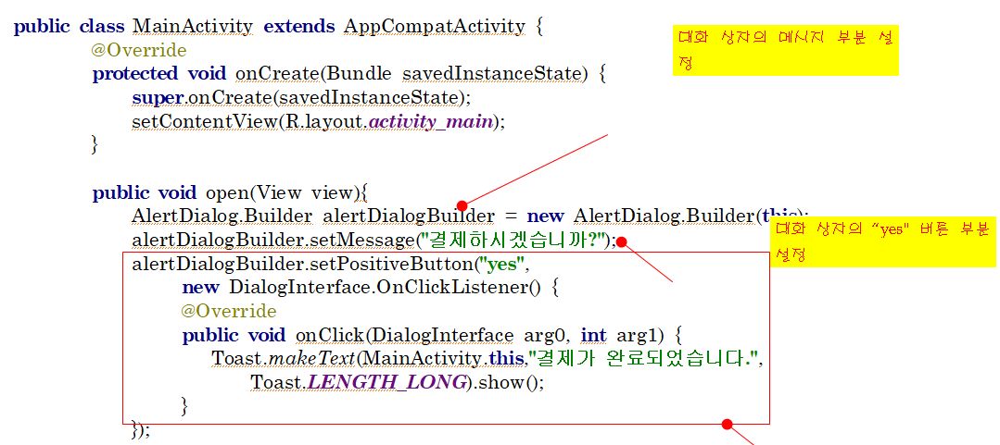 public class MainActivity extends AppCompatActivity {
@Override
protected void onCreate(Bundle savedInstanceState) {
super.onCreate(savedInstanceState);
setContentView(R.layout.activity_main);
}
대화 상자의 메시지 부분 설
정
public void open(View view){
AlertDialog.Builder alertDialogBuilder = new AlertDialog.Builder(this);
alertDialogBuilder.setMessage("결제하시겠습니까?");
대화 상자의 “yes" 버튼 부분
설정
alertDialogBuilder.setPositiveButton("yes",
new DialogInterface.OnClickListener() {
@Override
public void onClick(DialogInterface arg0, int arg1) {
Toast.makeText(MainActivity.this,"결제가 완료되었습니다.",
Toast.LENGTH_LONG).show();
}
});